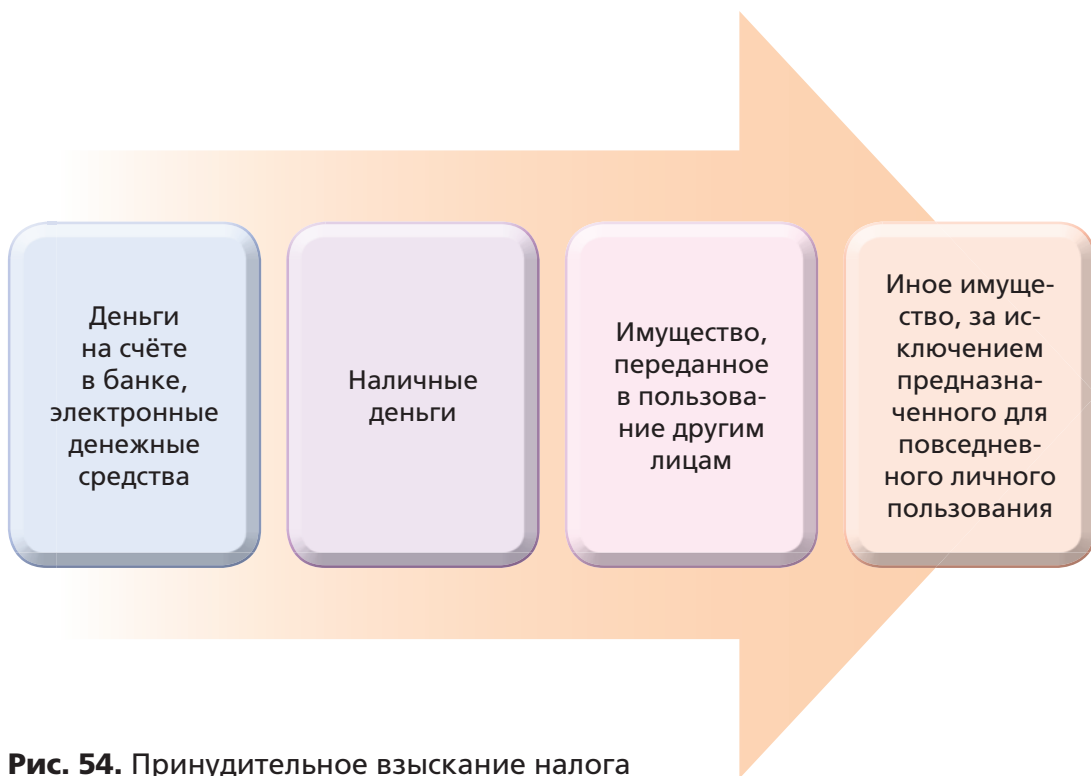 Деньги
на счёте
в банке,
электронные
денежные
средства
Наличные
деньги
Имущество,
переданное
в пользова-
ние другим
лицам
Иное имуще-
ство, за ис-
ключением
предназна-
ченного для
повседнев-
ного личного
пользования
Рис. 54. Принудительное взыскание налога